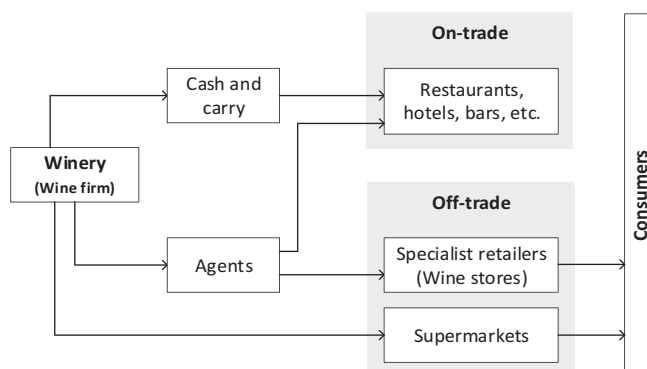 On-trade
Cash and
carry
Restaurants,
hotels, bars, etc.
Winery
(Wine firm)
Off-trade
Agents
Specialist retailers
(Wine stores)
Supermarkets
Consumers